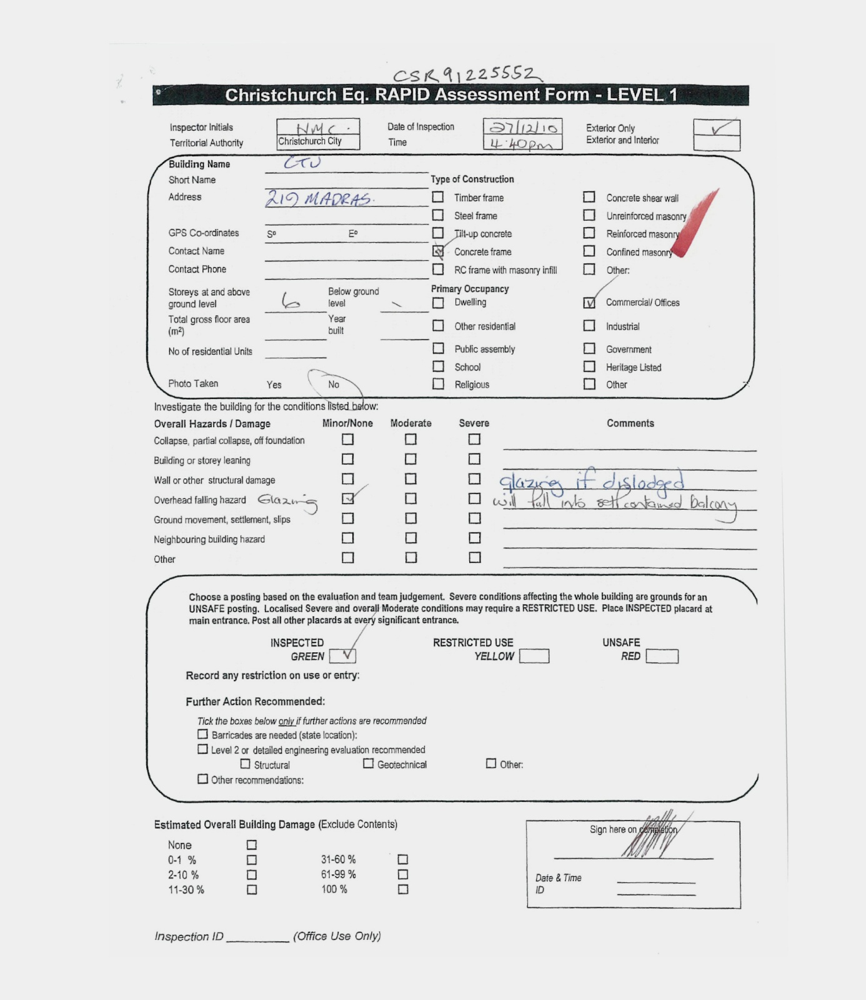 CSR 91225552
Christchurch Eq. RAPID Assessment Form - LEVEL 1
Inspector Initials NMC. Date of Inspection 27/12/10 Exterior Only ✓
Territorial Authority Christchurch City Time 4:40pm Exterior and Interior
Building Name CTV
Short Name Type of Construction
Address 219 MADRAS. Timber frame Concrete shear wall
Steel frame Unreinforced masonry
GPS Co-ordinates Sº Eº Tilt-up concrete Reinforced masonry
Contact Name Concrete frame Confined masonry
Contact Phone RC frame with masonry infill Other:
Storeys at and above ground level 6 Below ground level - Primary Occupancy
Dwelling Commercial/ Offices
Total gross floor area (m²) Year built Other residential Industrial
No of residential Units Public assembly Government
School Heritage Listed
Photo Taken Yes No Religious Other
Investigate the building for the conditions listed below:
Overall Hazards / Damage Minor/None Moderate Severe Comments
Collapse, partial collapse, off foundation
Building or storey leaning
Wall or other structural damage glazing if dislodged
Overhead falling hazard Glazing will fall into self contained balcony
Ground movement, settlement, slips
Neighbouring building hazard
Other
Choose a posting based on the evaluation and team judgement. Severe conditions affecting the whole building are grounds for an
UNSAFE posting. Localised Severe and overall Moderate conditions may require a RESTRICTED USE. Place INSPECTED placard at
main entrance. Post all other placards at every significant entrance.
INSPECTED RESTRICTED USE UNSAFE
GREEN ✓ YELLOW RED
Record any restriction on use or entry:
Further Action Recommended:
Tick the boxes below only if further actions are recommended
Barricades are needed (state location):
Level 2 or detailed engineering evaluation recommended
Structural Geotechnical Other:
Other recommendations:
Estimated Overall Building Damage (Exclude Contents)
Sign here on completion
None
0-1 % 31-60 %
2-10 % 61-99 % Date & Time
11-30 % 100 % ID
Inspection ID (Office Use Only)